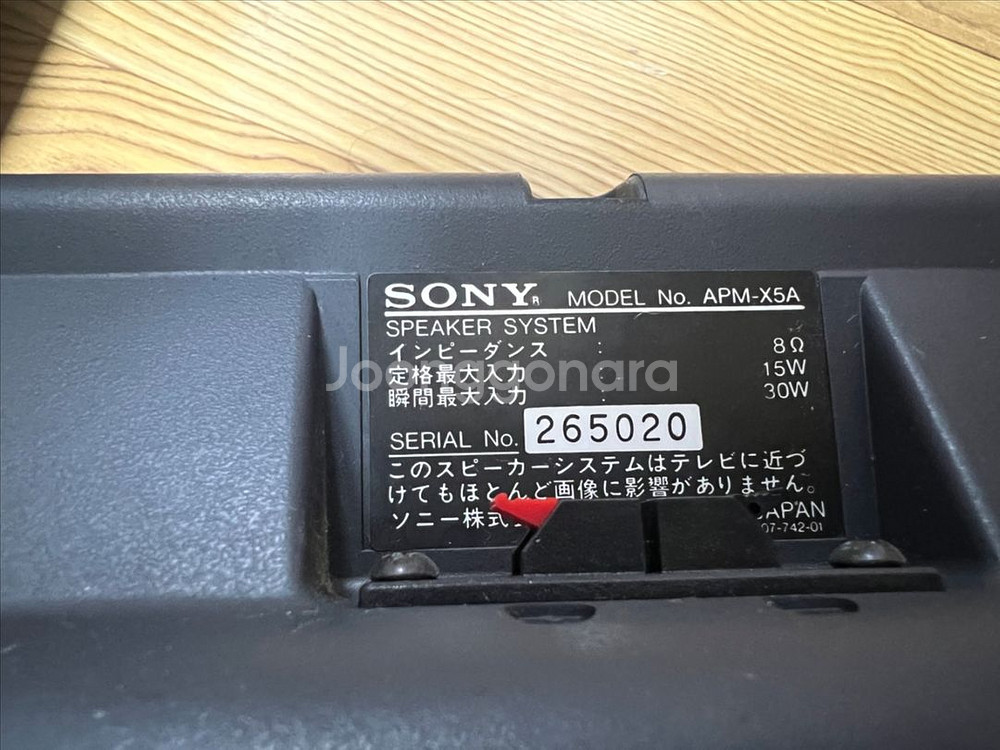 SONY® MODEL No. APM-X5A
SPEAKER SYSTEM
インピーダンス : 8Ω
定格最大入力 : 15W
瞬間最大入力 : 30W
SERIAL No. 265020
このスピーカーシステムはテレビに近づ
けてもほとんど画像に影響がありません。
ソニー株式 JAPAN
07-742-01
Joonggonara